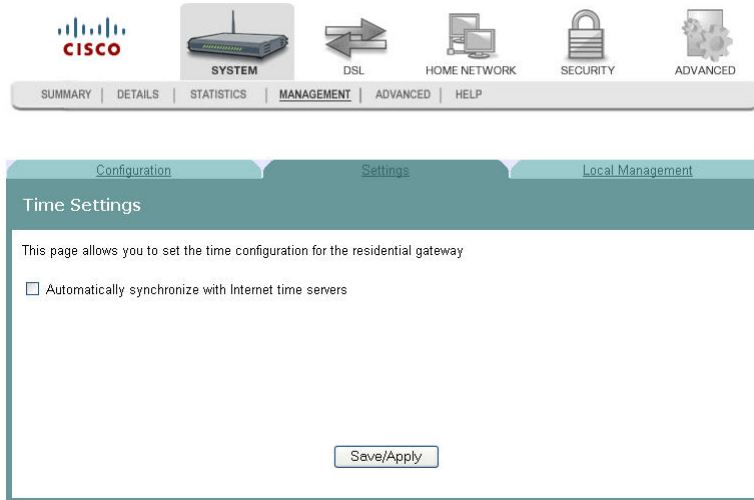 CISCO
SYSTEM DSL HOME NETWORK SECURITY ADVANCED
SUMMARY | DETAILS | STATISTICS | MANAGEMENT | ADVANCED | HELP
Configuration Settings Local Management
Time Settings
This page allows you to set the time configuration for the residential gateway
Automatically synchronize with Internet time servers
Save/Apply